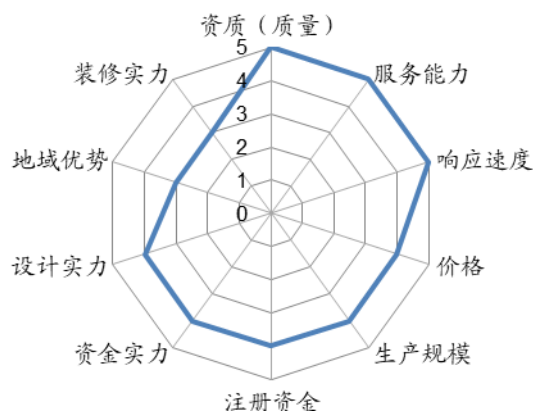 资质（质量）
5
装修实力
服务能力
4
3
地域优势
响应速度
2
1
0
设计实力
价格
资金实力
生产规模
注册资金